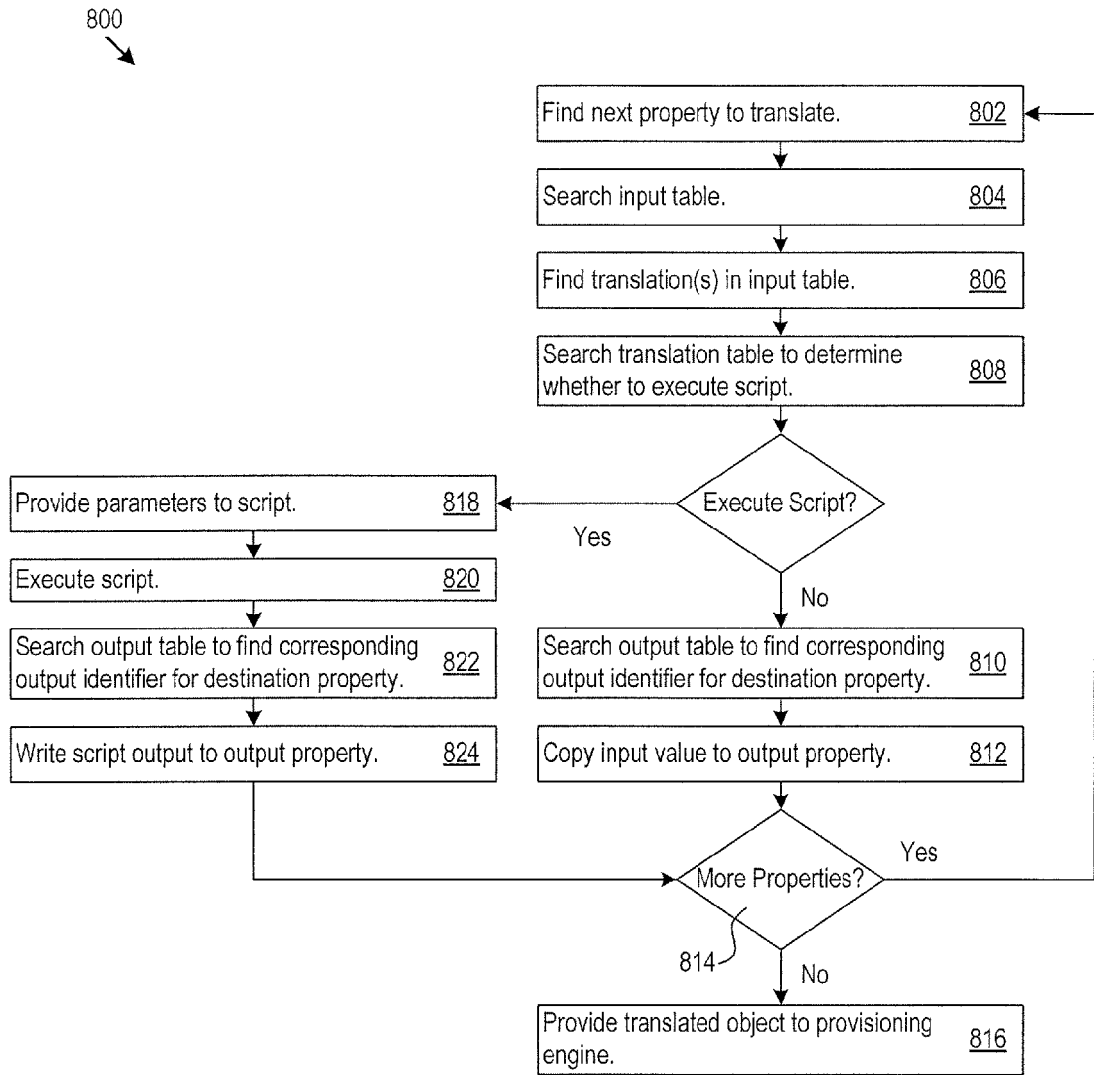 800
Find next property to translate. 802
Search input table. 804
Find translation(s) in input table. 806
Search translation table to determine
whether to execute script. 808
Execute Script?
Yes
No
Provide parameters to script. 818
Execute script. 820
Search output table to find corresponding
output identifier for destination property. 822
Write script output to output property. 824
Search output table to find corresponding
output identifier for destination property. 810
Copy input value to output property. 812
More Properties?
Yes
814
No
Provide translated object to provisioning
engine. 816